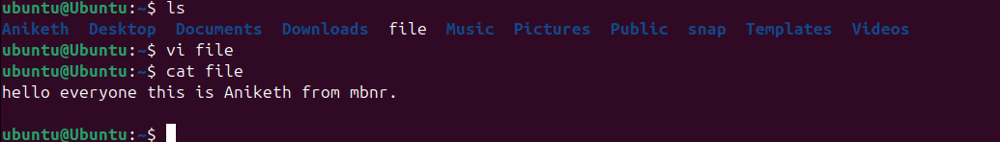 ubuntu@Ubuntu:~$ ls
Aniketh  Desktop  Documents  Downloads  file  Music  Pictures  Public  snap  Templates  Videos
ubuntu@Ubuntu:~$ vi file
ubuntu@Ubuntu:~$ cat file
hello everyone this is Aniketh from mbnr.
ubuntu@Ubuntu:~$